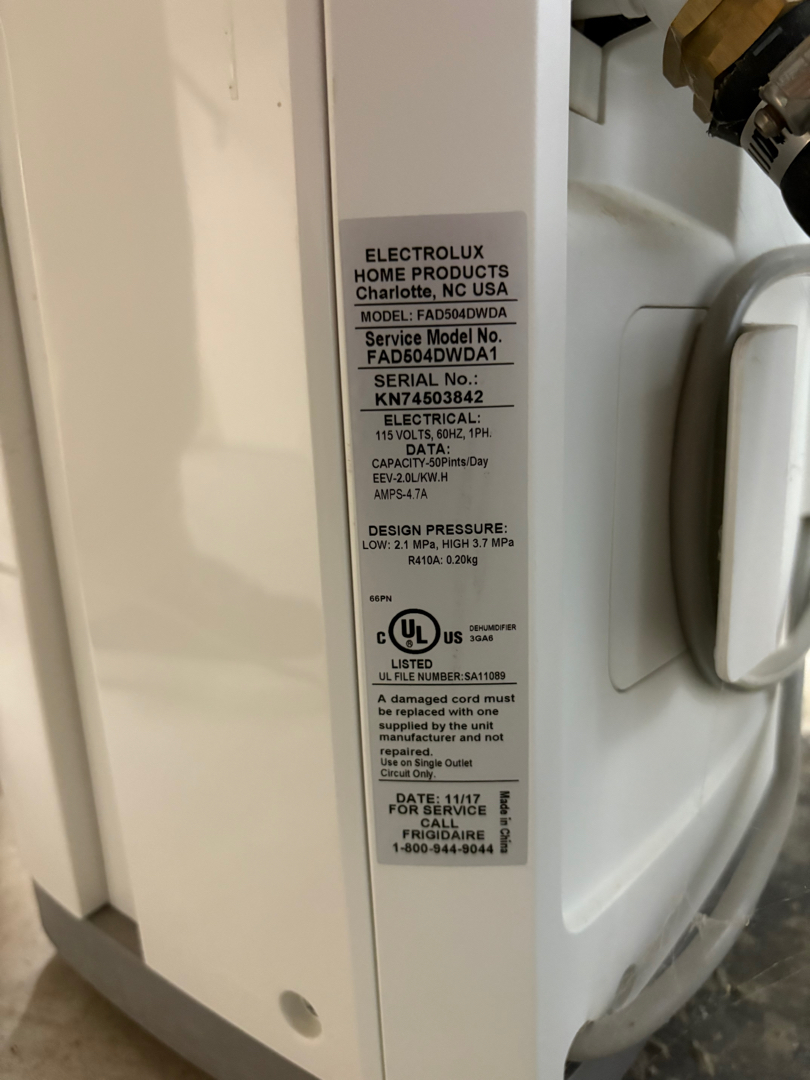 ELECTROLUX
HOME PRODUCTS
Charlotte, NC USA
MODEL: FAD504DWDA
Service Model No.
FAD504DWDA1
SERIAL No.:
KN74503842
ELECTRICAL:
115 VOLTS, 60HZ, 1PH.
DATA:
CAPACITY-50Pints/Day
EEV-2.0L/KW.H
AMPS-4.7A
DESIGN PRESSURE:
LOW: 2.1 MPa, HIGH 3.7 MPa
R410A: 0.20kg
66PN
C UL US
®
DEHUMIDIFIER
3GA6
LISTED
UL FILE NUMBER:SA11089
A damaged cord must
be replaced with one
supplied by the unit
manufacturer and not
repaired.
Use on Single Outlet
Circuit Only.
DATE: 11/17
FOR SERVICE
CALL
FRIGIDAIRE
1-800-944-9044
Made in China